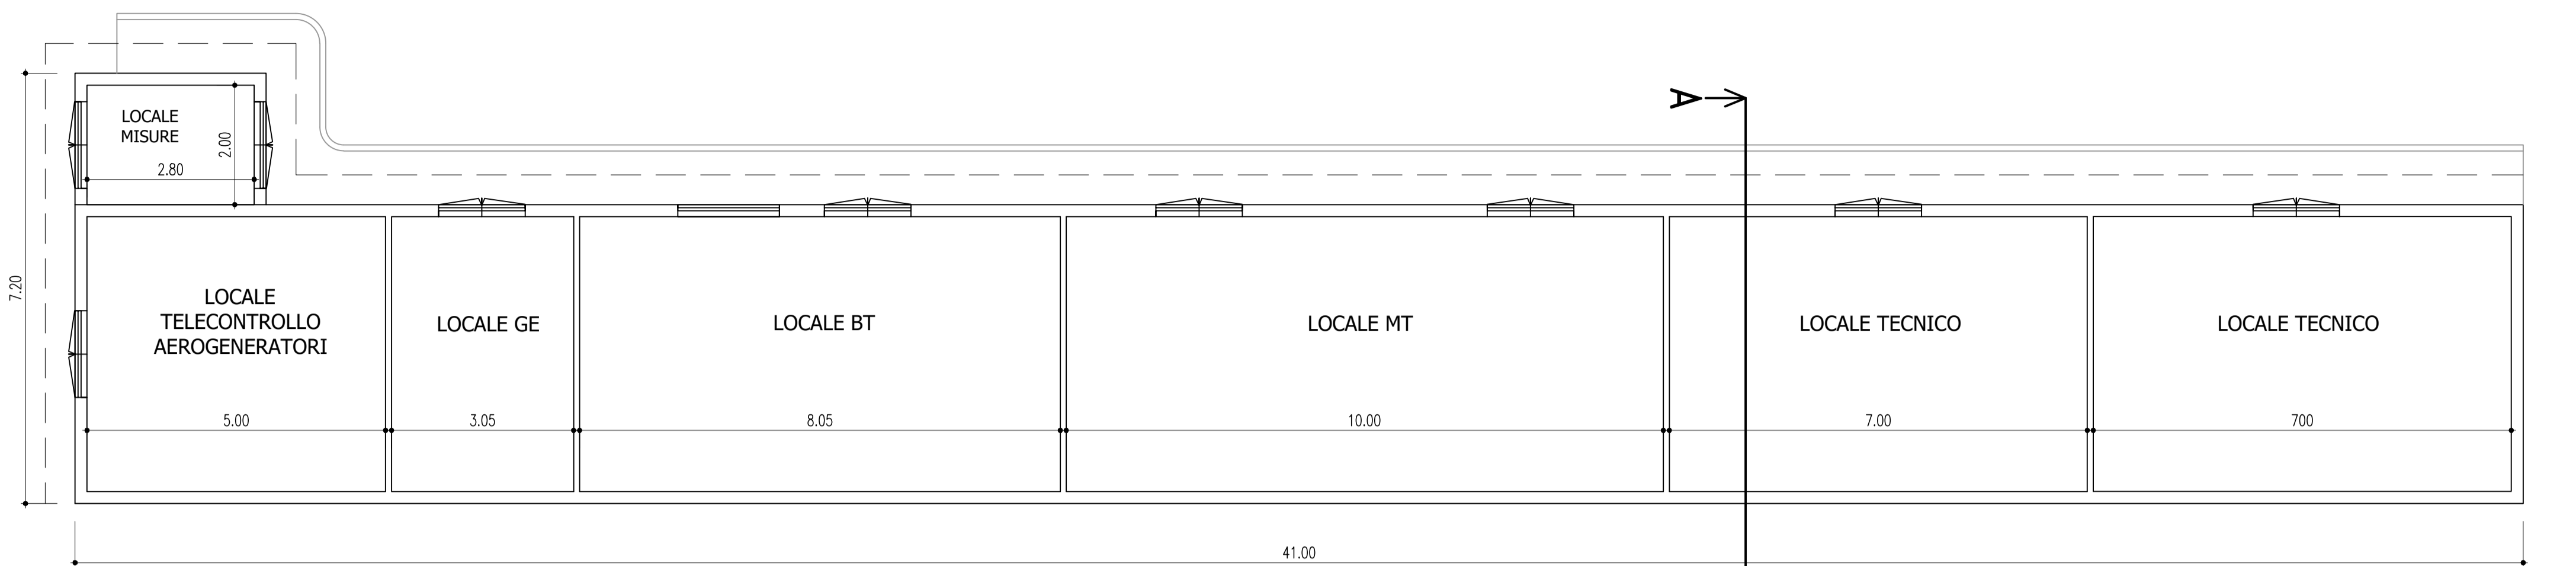 A
LOCALE
MISURE
2.00
2.80
7.20
LOCALE
TELECONTROLLO
AEROGENERATORI
LOCALE GE
LOCALE BT
LOCALE MT
LOCALE TECNICO
LOCALE TECNICO
5.00
3.05
8.05
10.00
7.00
700
41.00